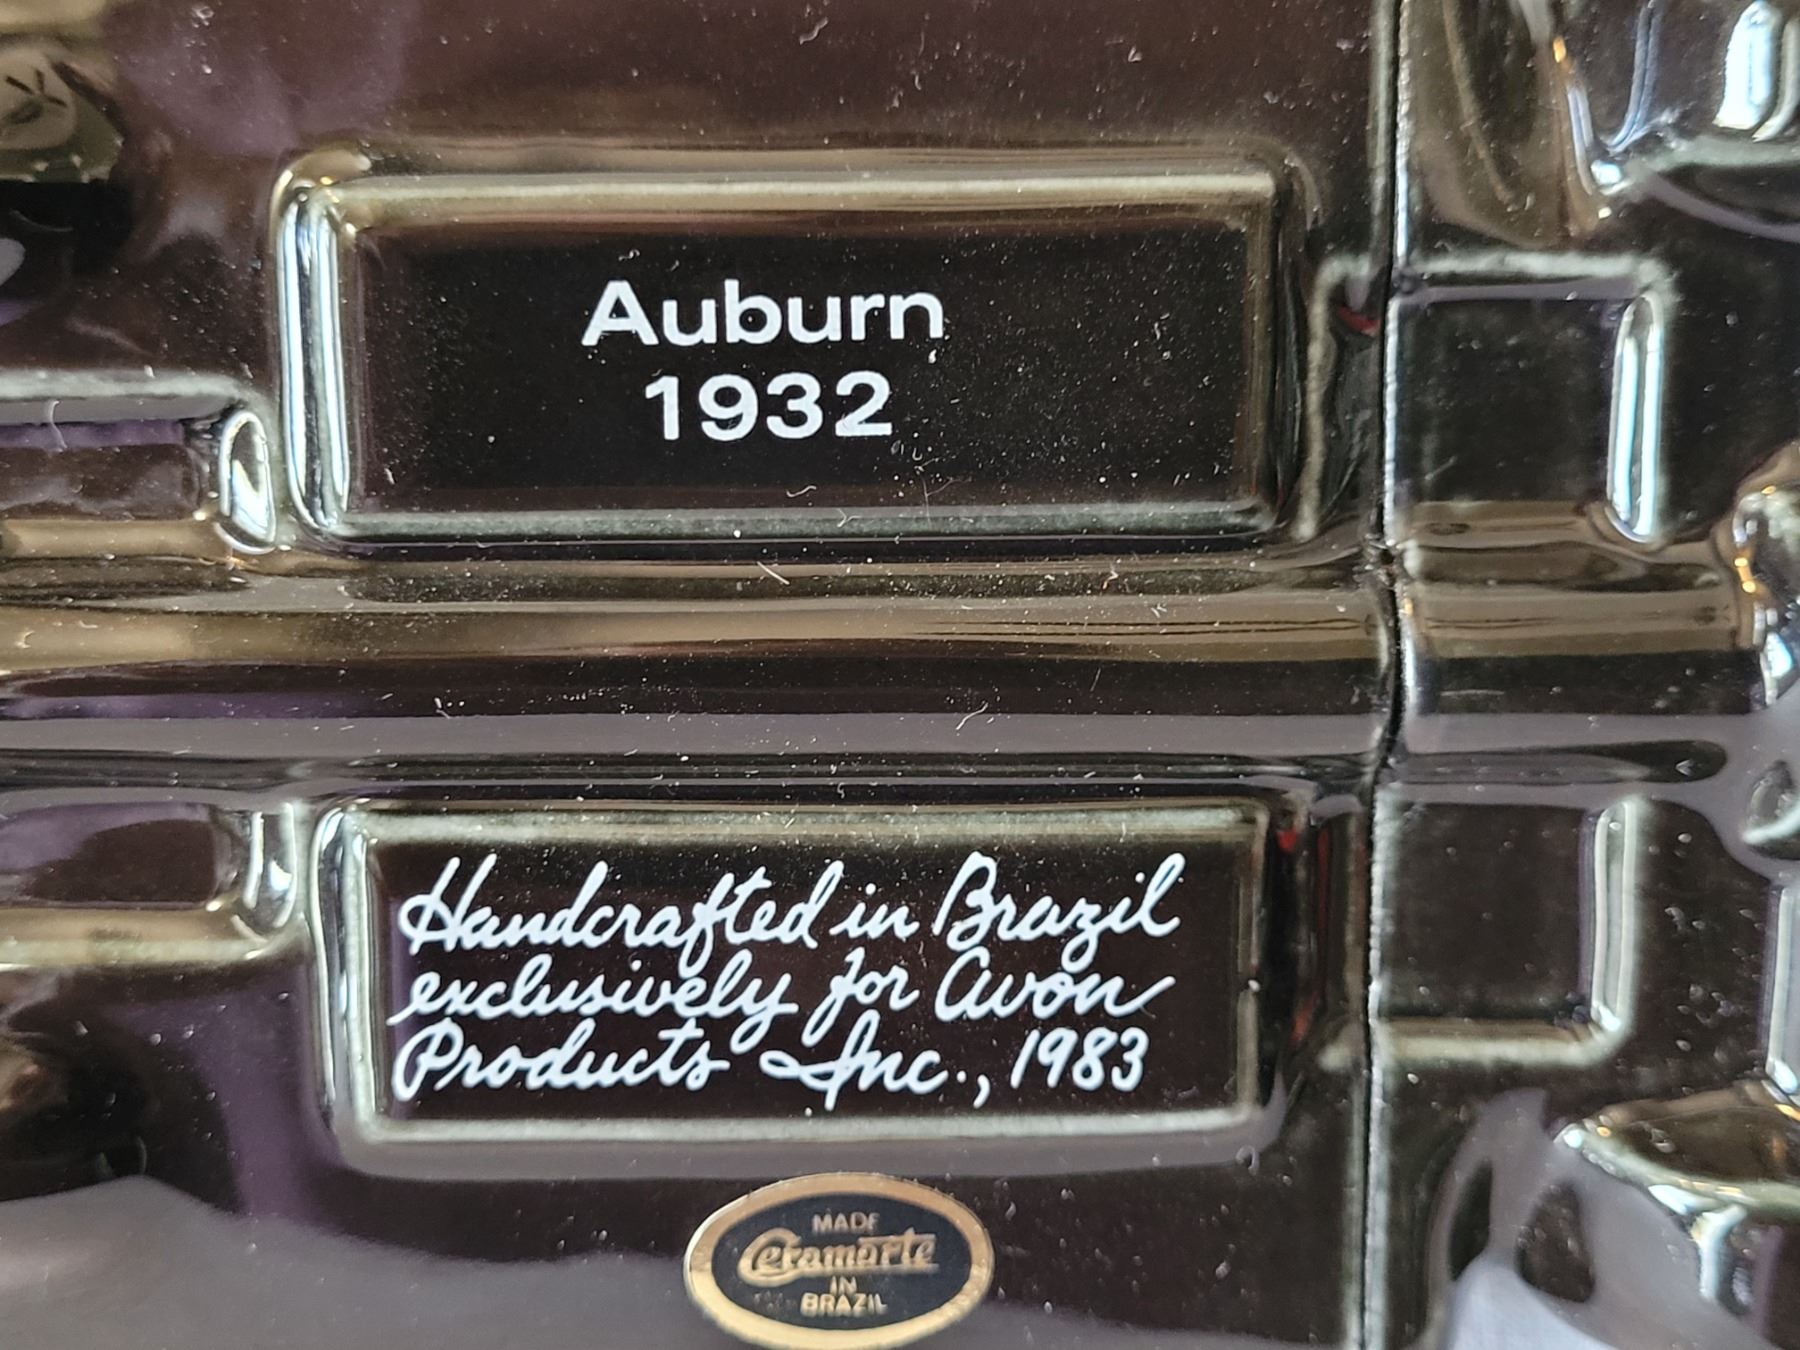 Auburn
1932
Handcrafted in Brazil
exclusively for Avon
Products Inc., 1983
MADE
Ceramarte
IN
BRAZIL